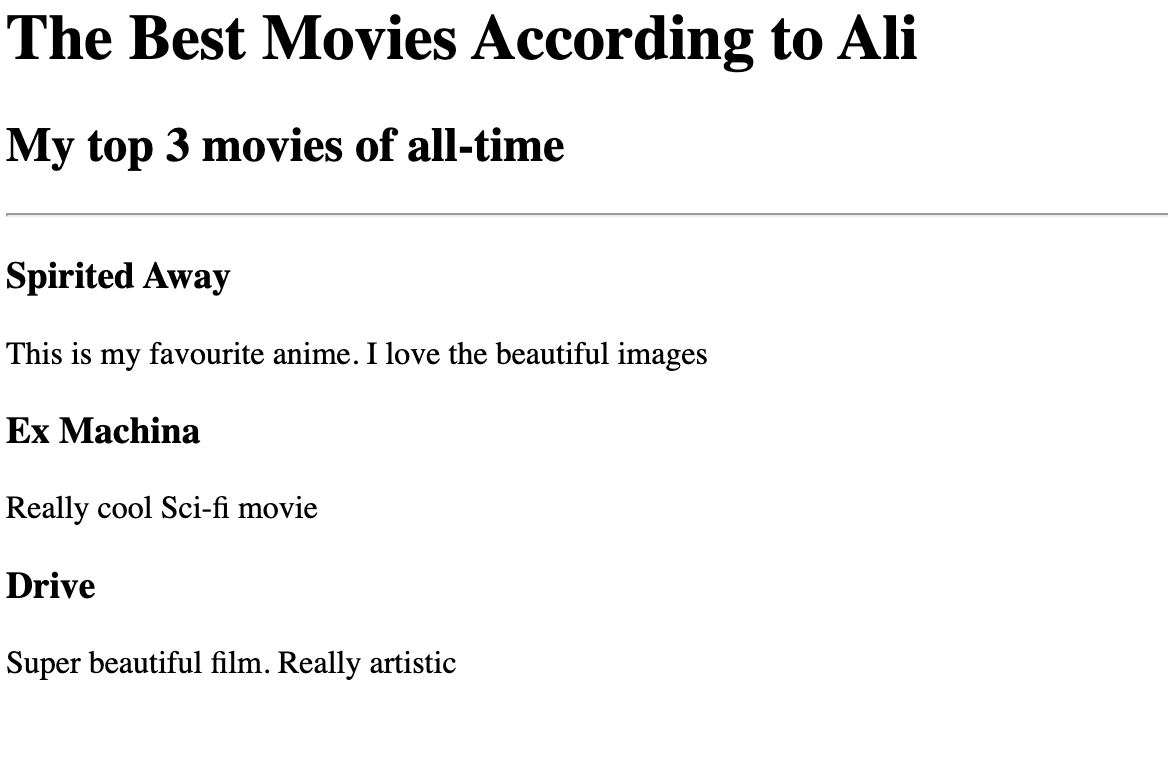 The Best Movies According to Ali
My top 3 movies of all-time
Spirited Away
This is my favourite anime. I love the beautiful images
Ex Machina
Really cool Sci-fi movie
Drive
Super beautiful film. Really artistic